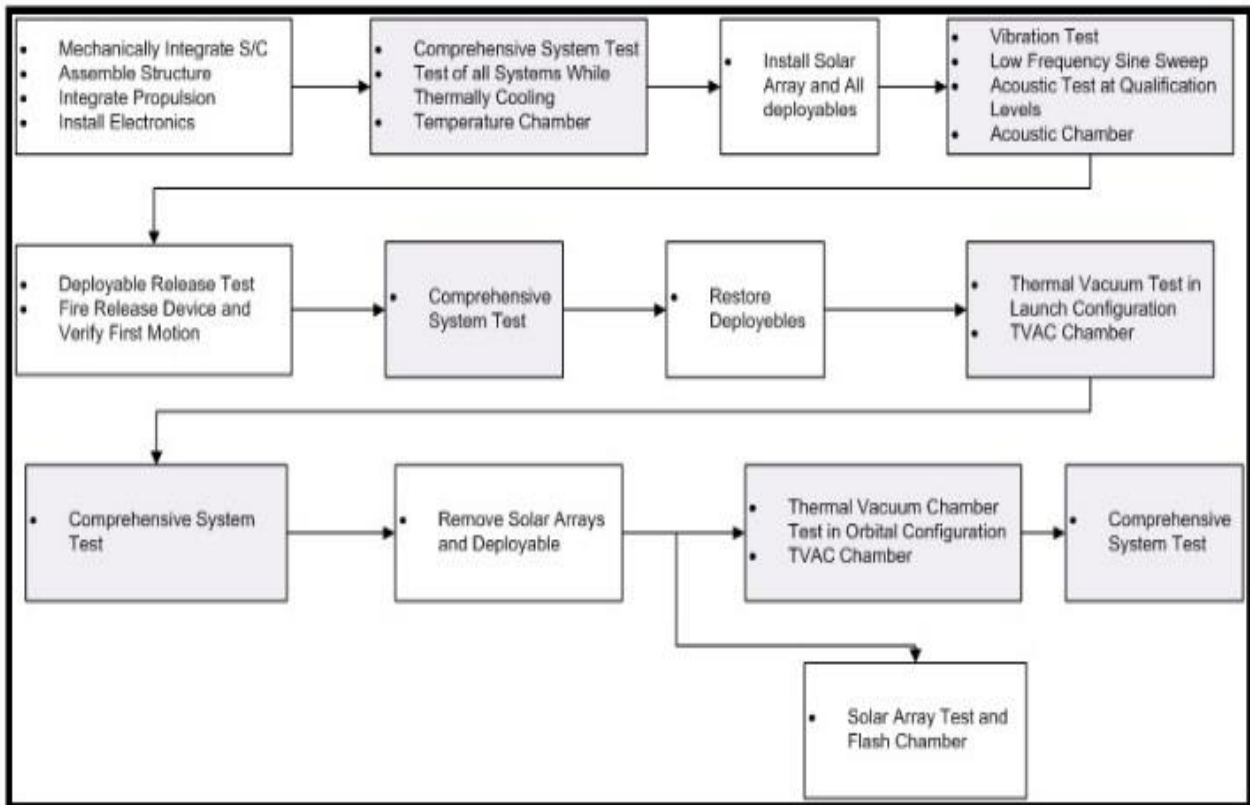 • Mechanically Integrate S/C
• Assemble Structure
• Integrate Propulsion
• Install Electronics
• Comprehensive System Test
• Test of all Systems While
Thermally Cooling
• Temperature Chamber
• Install Solar
Array and All
deployables
• Vibration Test
• Low Frequency Sine Sweep
• Acoustic Test at Qualification
Levels
• Acoustic Chamber
• Deployable Release Test
• Fire Release Device and
Verify First Motion
• Comprehensive
System Test
• Restore
Deployebles
• Thermal Vacuum Test in
Launch Configuration
• TVAC Chamber
• Comprehensive System
Test
• Remove Solar Arrays
and Deployable
• Thermal Vacuum Chamber
Test in Orbital Configuration
• TVAC Chamber
• Comprehensive
System Test
• Solar Array Test and
Flash Chamber